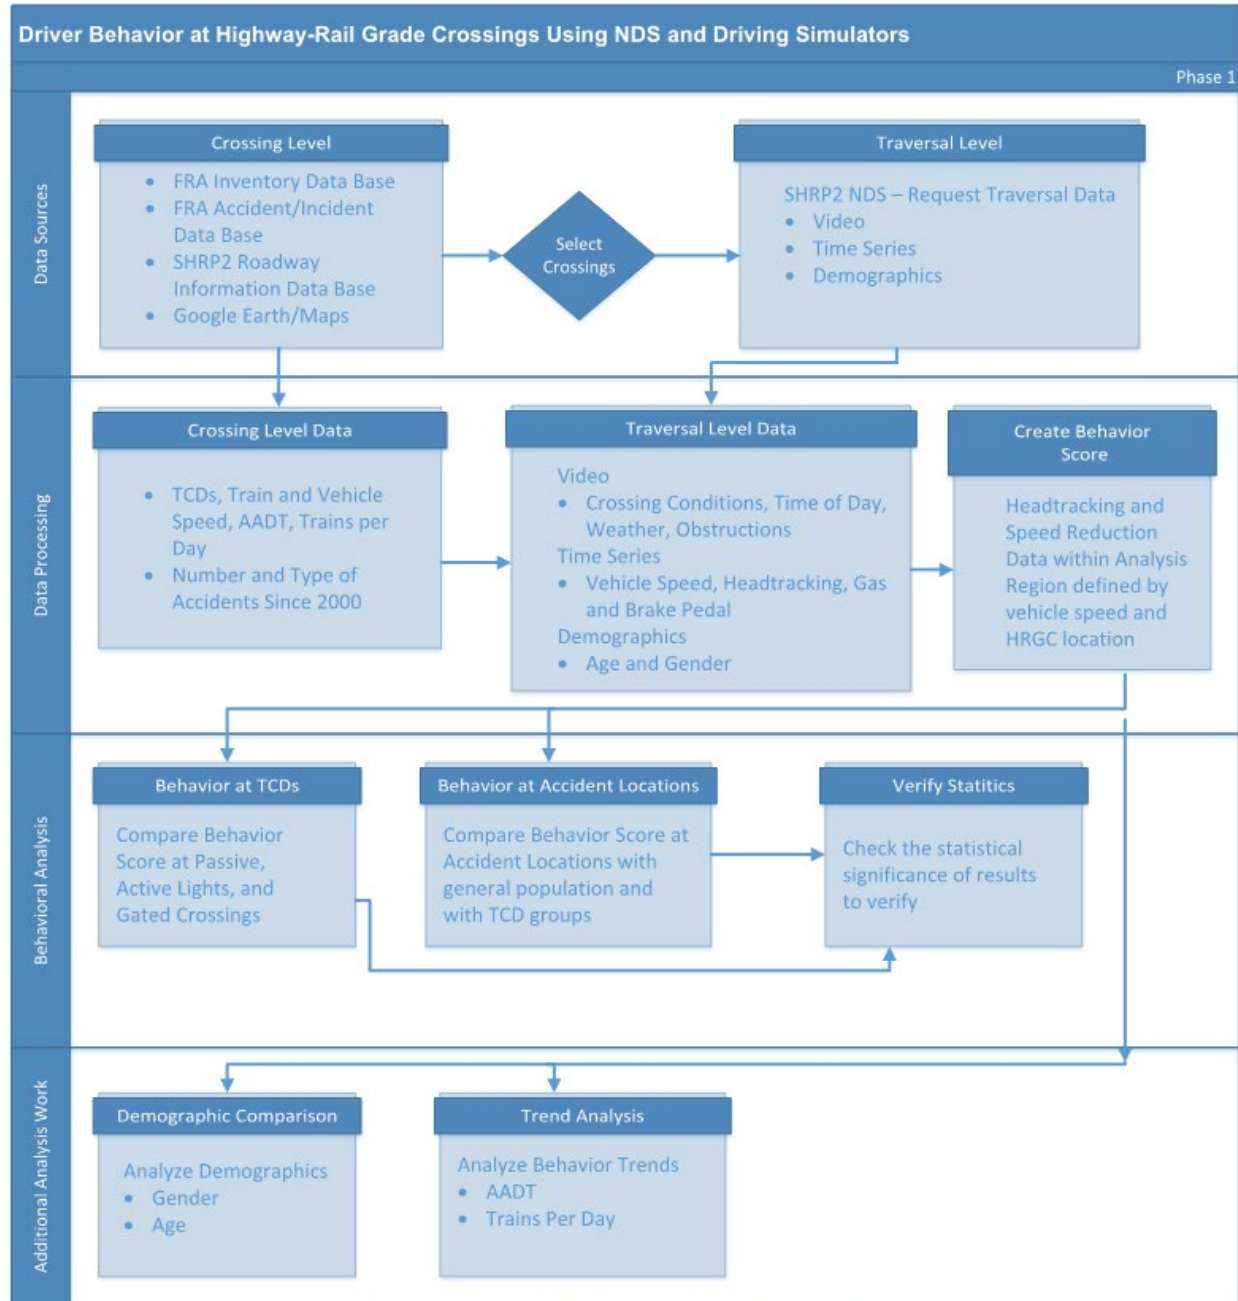 Driver Behavior at Highway-Rail Grade Crossings Using NDS and Driving Simulators
Phase 1
Data Sources
Crossing Level
• FRA Inventory Data Base
• FRA Accident/Incident
Data Base
• SHRP2 Roadway
Information Data Base
• Google Earth/Maps
Select
Crossings
Traversal Level
SHRP2 NDS – Request Traversal Data
• Video
• Time Series
• Demographics
Data Processing
Crossing Level Data
• TCDs, Train and Vehicle
Speed, AADT, Trains per
Day
• Number and Type of
Accidents Since 2000
Traversal Level Data
Video
• Crossing Conditions, Time of Day,
Weather, Obstructions
Time Series
• Vehicle Speed, Headtracking, Gas
and Brake Pedal
Demographics
• Age and Gender
Create Behavior
Score
Headtracking and
Speed Reduction
Data within Analysis
Region defined by
vehicle speed and
HRGC location
Behavioral Analysis
Behavior at TCDs
Compare Behavior
Score at Passive,
Active Lights, and
Gated Crossings
Behavior at Accident Locations
Compare Behavior Score at
Accident Locations with
general population and
with TCD groups
Verify Statitics
Check the statistical
significance of results
to verify
Additional Analysis Work
Demographic Comparison
Analyze Demographics
• Gender
• Age
Trend Analysis
Analyze Behavior Trends
• AADT
• Trains Per Day